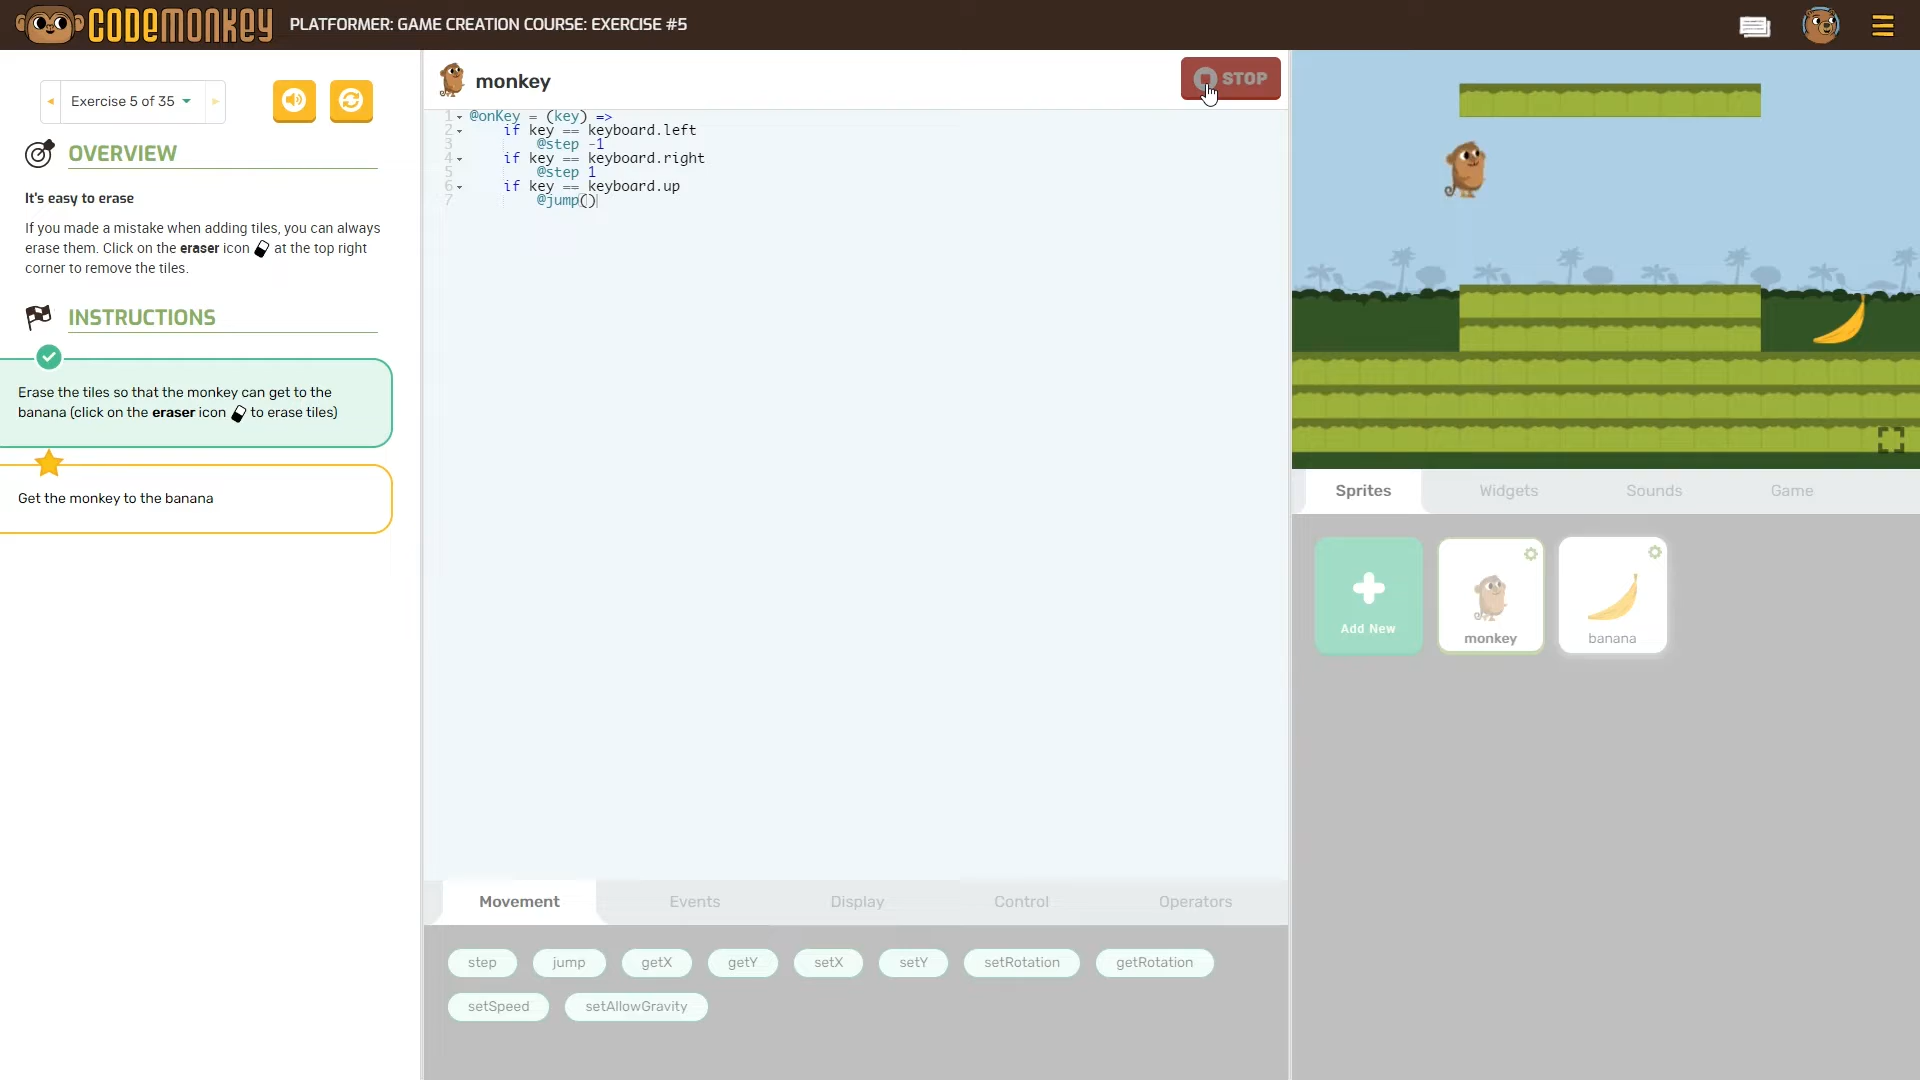 CODEMONKEY PLATFORMER: GAME CREATION COURSE: EXERCISE #5
Exercise 5 of 35
OVERVIEW
It's easy to erase
If you made a mistake when adding tiles, you can always
erase them. Click on the eraser icon at the top right
corner to remove the tiles.
INSTRUCTIONS
Erase the tiles so that the monkey can get to the
banana (click on the eraser icon to erase tiles)
Get the monkey to the banana
monkey
STOP
1 @onKey = (key) =>
2 if key == keyboard.left
3 @step -1
4 if key == keyboard.right
5 @step 1
6 if key == keyboard.up
7 @jump()
Movement Events Display Control Operators
step jump getX getY setX setY setRotation getRotation
setSpeed setAllowGravity
Sprites Widgets Sounds Game
Add New
monkey
banana